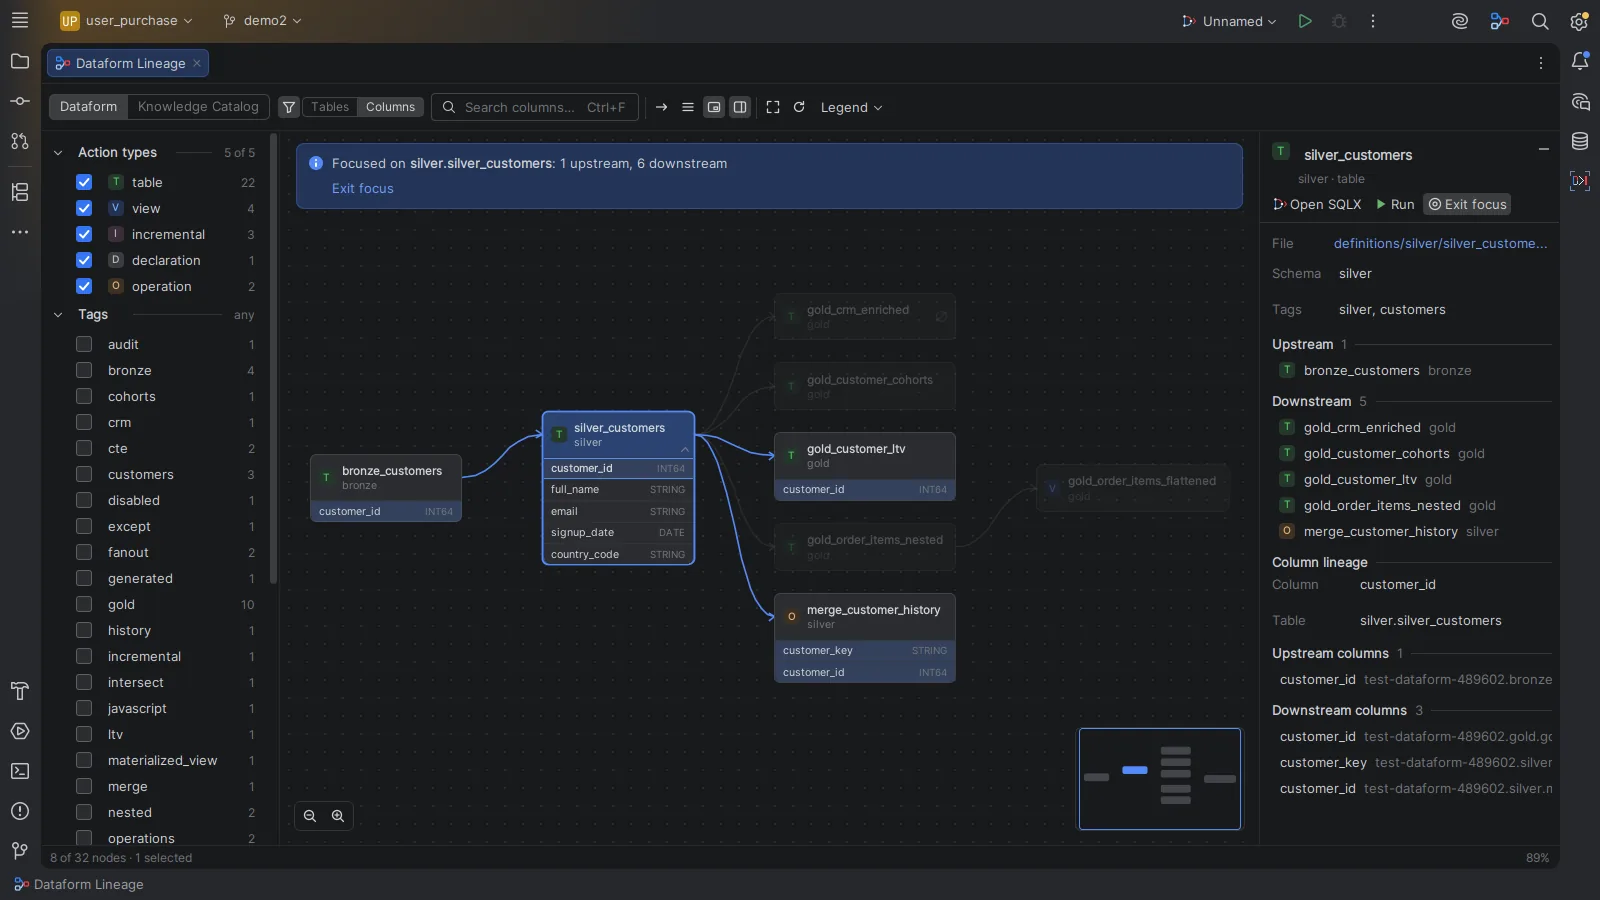 UP user_purchase
demo2
Unnamed
Dataform Lineage
Dataform
Knowledge Catalog
Tables
Columns
Search columns...
Ctrl+F
Legend
Action types
5 of 5
T table 22
V view 4
I incremental 3
D declaration 1
O operation 2
Tags
any
audit 1
bronze 4
cohorts 1
crm 1
cte 2
customers 3
disabled 1
except 1
fanout 2
generated 1
gold 10
history 1
incremental 1
intersect 1
javascript 1
ltv 1
materialized_view 1
merge 1
nested 2
operations 2
Focused on silver.silver_customers: 1 upstream, 6 downstream
Exit focus
T bronze_customers
bronze
customer_id INT64
T silver_customers
silver
customer_id INT64
full_name STRING
email STRING
signup_date DATE
country_code STRING
T gold_crm_enriched
gold
T gold_customer_cohorts
gold
T gold_customer_ltv
gold
customer_id INT64
T gold_order_items_nested
gold
O merge_customer_history
silver
customer_key STRING
customer_id INT64
V gold_order_items_flattened
gold
T silver_customers
silver · table
Open SQLX
Run
Exit focus
File definitions/silver/silver_custome...
Schema silver
Tags silver, customers
Upstream 1
T bronze_customers bronze
Downstream 5
T gold_crm_enriched gold
T gold_customer_cohorts gold
T gold_customer_ltv gold
T gold_order_items_nested gold
O merge_customer_history silver
Column lineage
Column customer_id
Table silver.silver_customers
Upstream columns 1
customer_id test-dataform-489602.bronze
Downstream columns 3
customer_id test-dataform-489602.gold.gc
customer_key test-dataform-489602.silver
customer_id test-dataform-489602.silver.n
8 of 32 nodes · 1 selected
89%
Dataform Lineage